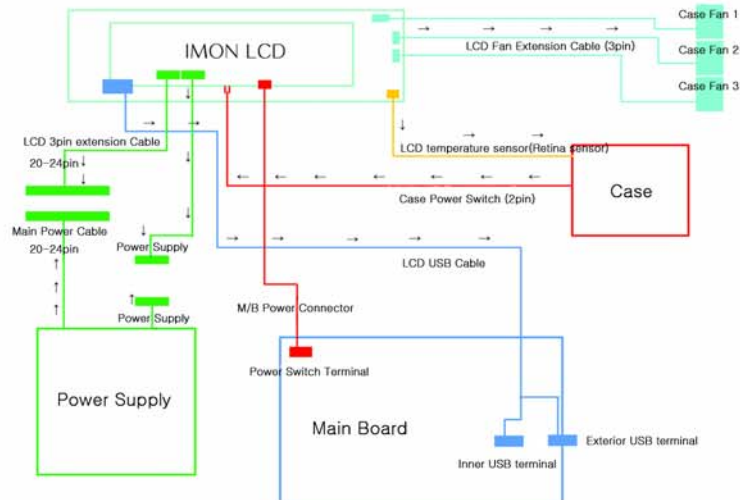 Case Fan 1
IMON LCD
LCD Fan Extension Cable (3pin)
Case Fan 2
Case Fan 3
LCD 3pin extension Cable
LCD temperature sensor(Retina sensor)
20-24pin
Case
Case Power Switch (2pin)
Main Power Cable
20-24pin
Power Supply
LCD USB Cable
M/B Power Connector
Power Supply
Power Switch Terminal
Power Supply
Main Board
Exterior USB terminal
Inner USB terminal